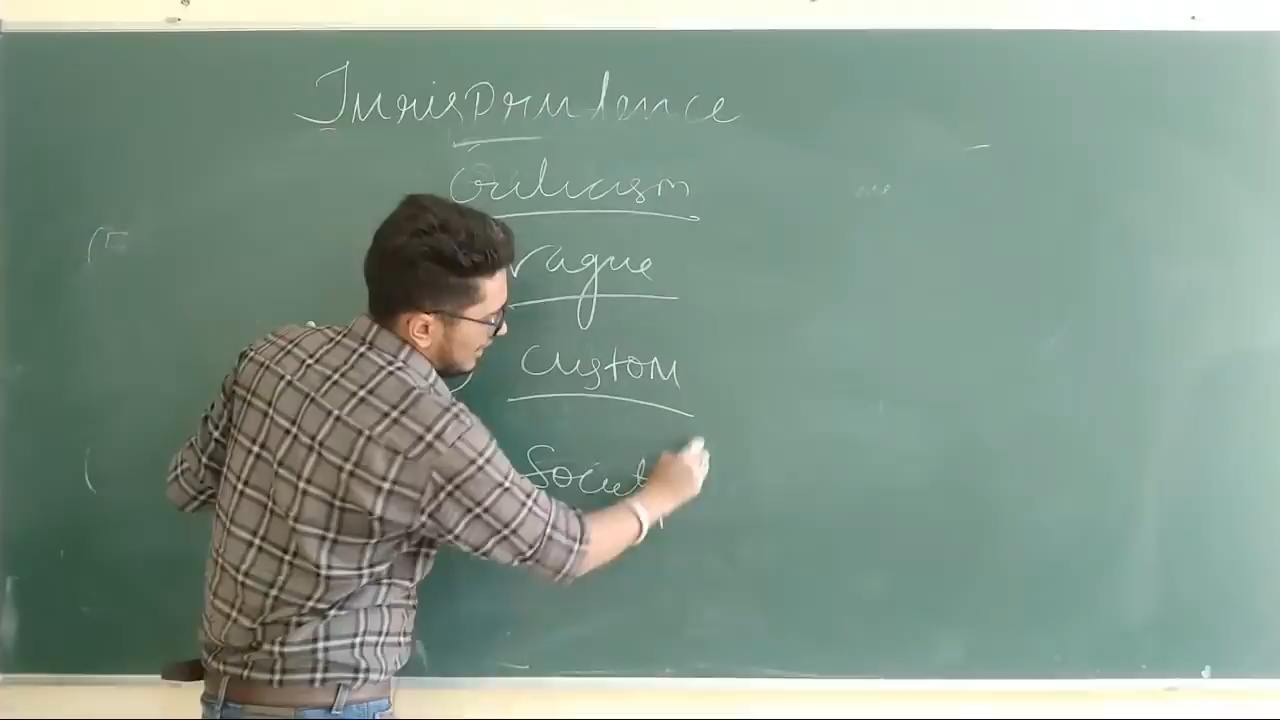 Jurisprudence
Criticism
Vague
Custom
Societ